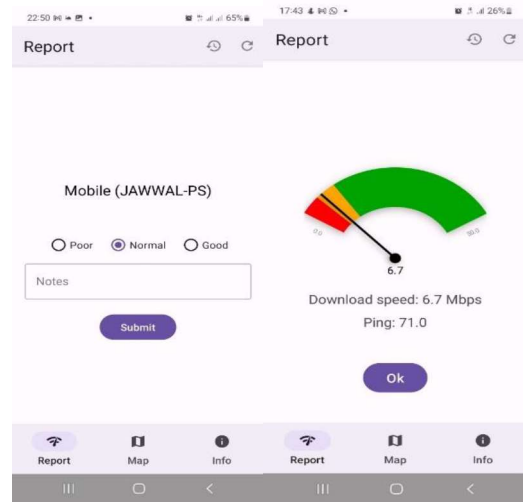 22:50
65%
Report
Mobile (JAWWAL-PS)
Poor
Normal
Good
Notes
Submit
Report
Map
Info
17:43
26%
Report
0.0
30.0
6.7
Download speed: 6.7 Mbps
Ping: 71.0
Ok
Report
Map
Info